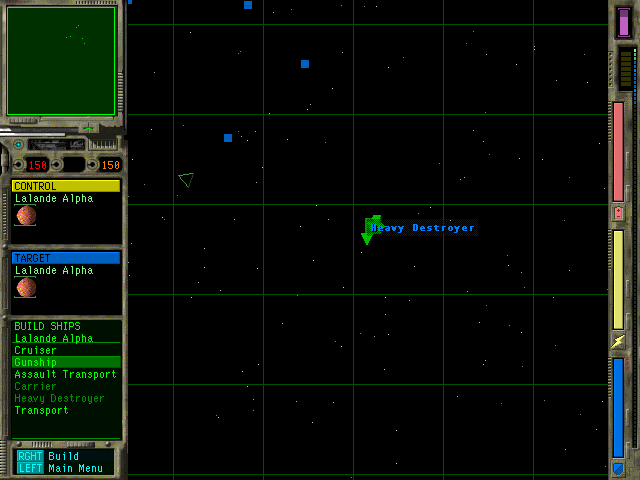 150 150
CONTROL
Lalande Alpha
TARGET
Lalande Alpha
BUILD SHIPS
Lalande Alpha
Cruiser
Gunship
Assault Transport
Carrier
Heavy Destroyer
Transport
RGHT Build
LEFT Main Menu
Heavy Destroyer